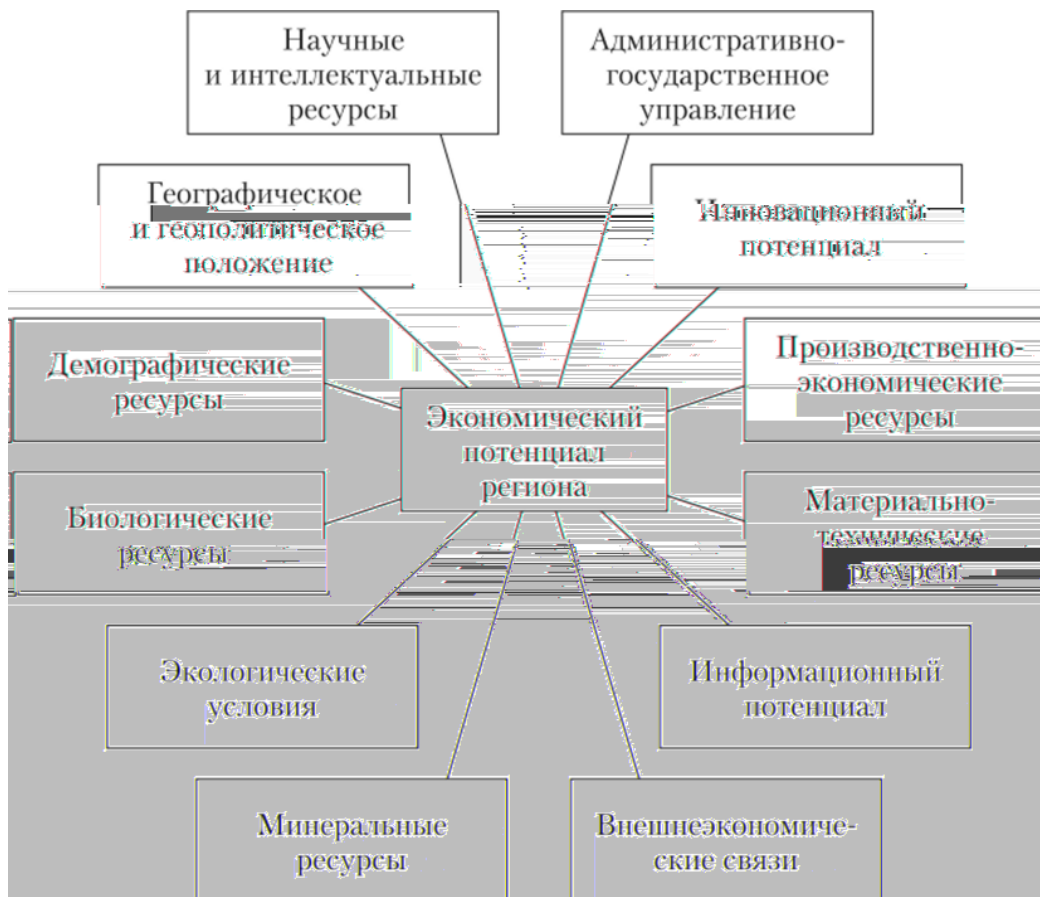 Научные
и интеллектуальные
ресурсы
Административно-
государственное
управление
Географическое
и геополитическое
положение
Инновационный
потенциал
Демографические
ресурсы
Экономический
потенциал
региона
Производственно-
экономические
ресурсы
Биологические
ресурсы
Материально-
технические
ресурсы
Экологические
условия
Информационный
потенциал
Минеральные
ресурсы
Внешнеэкономиче-
ские связи